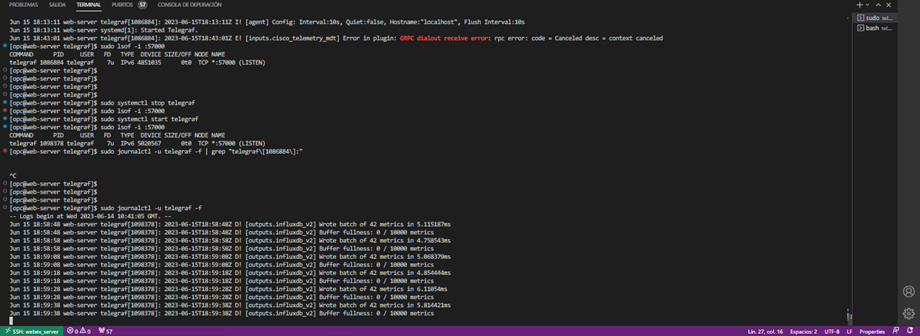 PROBLEMAS SALIDA TERMINAL PUERTOS 57 CONSOLA DE DEPURACIÓN
Jun 15 18:13:11 web-server telegraf[1086884]: 2023-06-15T18:13:11Z I! [agent] Config: Interval:10s, Quiet:false, Hostname:"localhost", Flush Interval:10s
Jun 15 18:13:11 web-server systemd[1]: Started Telegraf.
Jun 15 18:43:01 web-server telegraf[1086884]: 2023-06-15T18:43:01Z E! [inputs.cisco_telemetry_mdt] Error in plugin: GRPC dialout receive error: rpc error: code = Canceled desc = context canceled
[opc@web-server telegraf]$ sudo lsof -i :57000
COMMAND PID USER FD TYPE DEVICE SIZE/OFF NODE NAME
telegraf 1086884 telegraf 7u IPv6 4851035 0t0 TCP *:57000 (LISTEN)
[opc@web-server telegraf]$
[opc@web-server telegraf]$
[opc@web-server telegraf]$
[opc@web-server telegraf]$ sudo systemctl stop telegraf
[opc@web-server telegraf]$ sudo lsof -i :57000
[opc@web-server telegraf]$ sudo systemctl start telegraf
[opc@web-server telegraf]$ sudo lsof -i :57000
COMMAND PID USER FD TYPE DEVICE SIZE/OFF NODE NAME
telegraf 1098378 telegraf 7u IPv6 5020567 0t0 TCP *:57000 (LISTEN)
[opc@web-server telegraf]$ sudo journalctl -u telegraf -f | grep "telegraf\[1086884\]:"
^C
[opc@web-server telegraf]$
[opc@web-server telegraf]$
[opc@web-server telegraf]$
[opc@web-server telegraf]$ sudo journalctl -u telegraf -f
-- Logs begin at Wed 2023-06-14 10:41:05 GMT. --
Jun 15 18:58:48 web-server telegraf[1098378]: 2023-06-15T18:58:48Z D! [outputs.influxdb_v2] Wrote batch of 42 metrics in 5.115187ms
Jun 15 18:58:48 web-server telegraf[1098378]: 2023-06-15T18:58:48Z D! [outputs.influxdb_v2] Buffer fullness: 0 / 10000 metrics
Jun 15 18:58:58 web-server telegraf[1098378]: 2023-06-15T18:58:58Z D! [outputs.influxdb_v2] Wrote batch of 42 metrics in 4.758543ms
Jun 15 18:58:58 web-server telegraf[1098378]: 2023-06-15T18:58:58Z D! [outputs.influxdb_v2] Buffer fullness: 0 / 10000 metrics
Jun 15 18:59:08 web-server telegraf[1098378]: 2023-06-15T18:59:08Z D! [outputs.influxdb_v2] Wrote batch of 42 metrics in 5.068379ms
Jun 15 18:59:08 web-server telegraf[1098378]: 2023-06-15T18:59:08Z D! [outputs.influxdb_v2] Buffer fullness: 0 / 10000 metrics
Jun 15 18:59:18 web-server telegraf[1098378]: 2023-06-15T18:59:18Z D! [outputs.influxdb_v2] Wrote batch of 42 metrics in 4.854444ms
Jun 15 18:59:18 web-server telegraf[1098378]: 2023-06-15T18:59:18Z D! [outputs.influxdb_v2] Buffer fullness: 0 / 10000 metrics
Jun 15 18:59:28 web-server telegraf[1098378]: 2023-06-15T18:59:28Z D! [outputs.influxdb_v2] Wrote batch of 42 metrics in 6.11054ms
Jun 15 18:59:28 web-server telegraf[1098378]: 2023-06-15T18:59:28Z D! [outputs.influxdb_v2] Buffer fullness: 0 / 10000 metrics
Jun 15 18:59:38 web-server telegraf[1098378]: 2023-06-15T18:59:38Z D! [outputs.influxdb_v2] Wrote batch of 42 metrics in 5.814421ms
Jun 15 18:59:38 web-server telegraf[1098378]: 2023-06-15T18:59:38Z D! [outputs.influxdb_v2] Buffer fullness: 0 / 10000 metrics
sudo
bash
SSH: webex_server 0 0 57 Lín. 27, col. 16 Espacios: 2 UTF-8 LF Properties